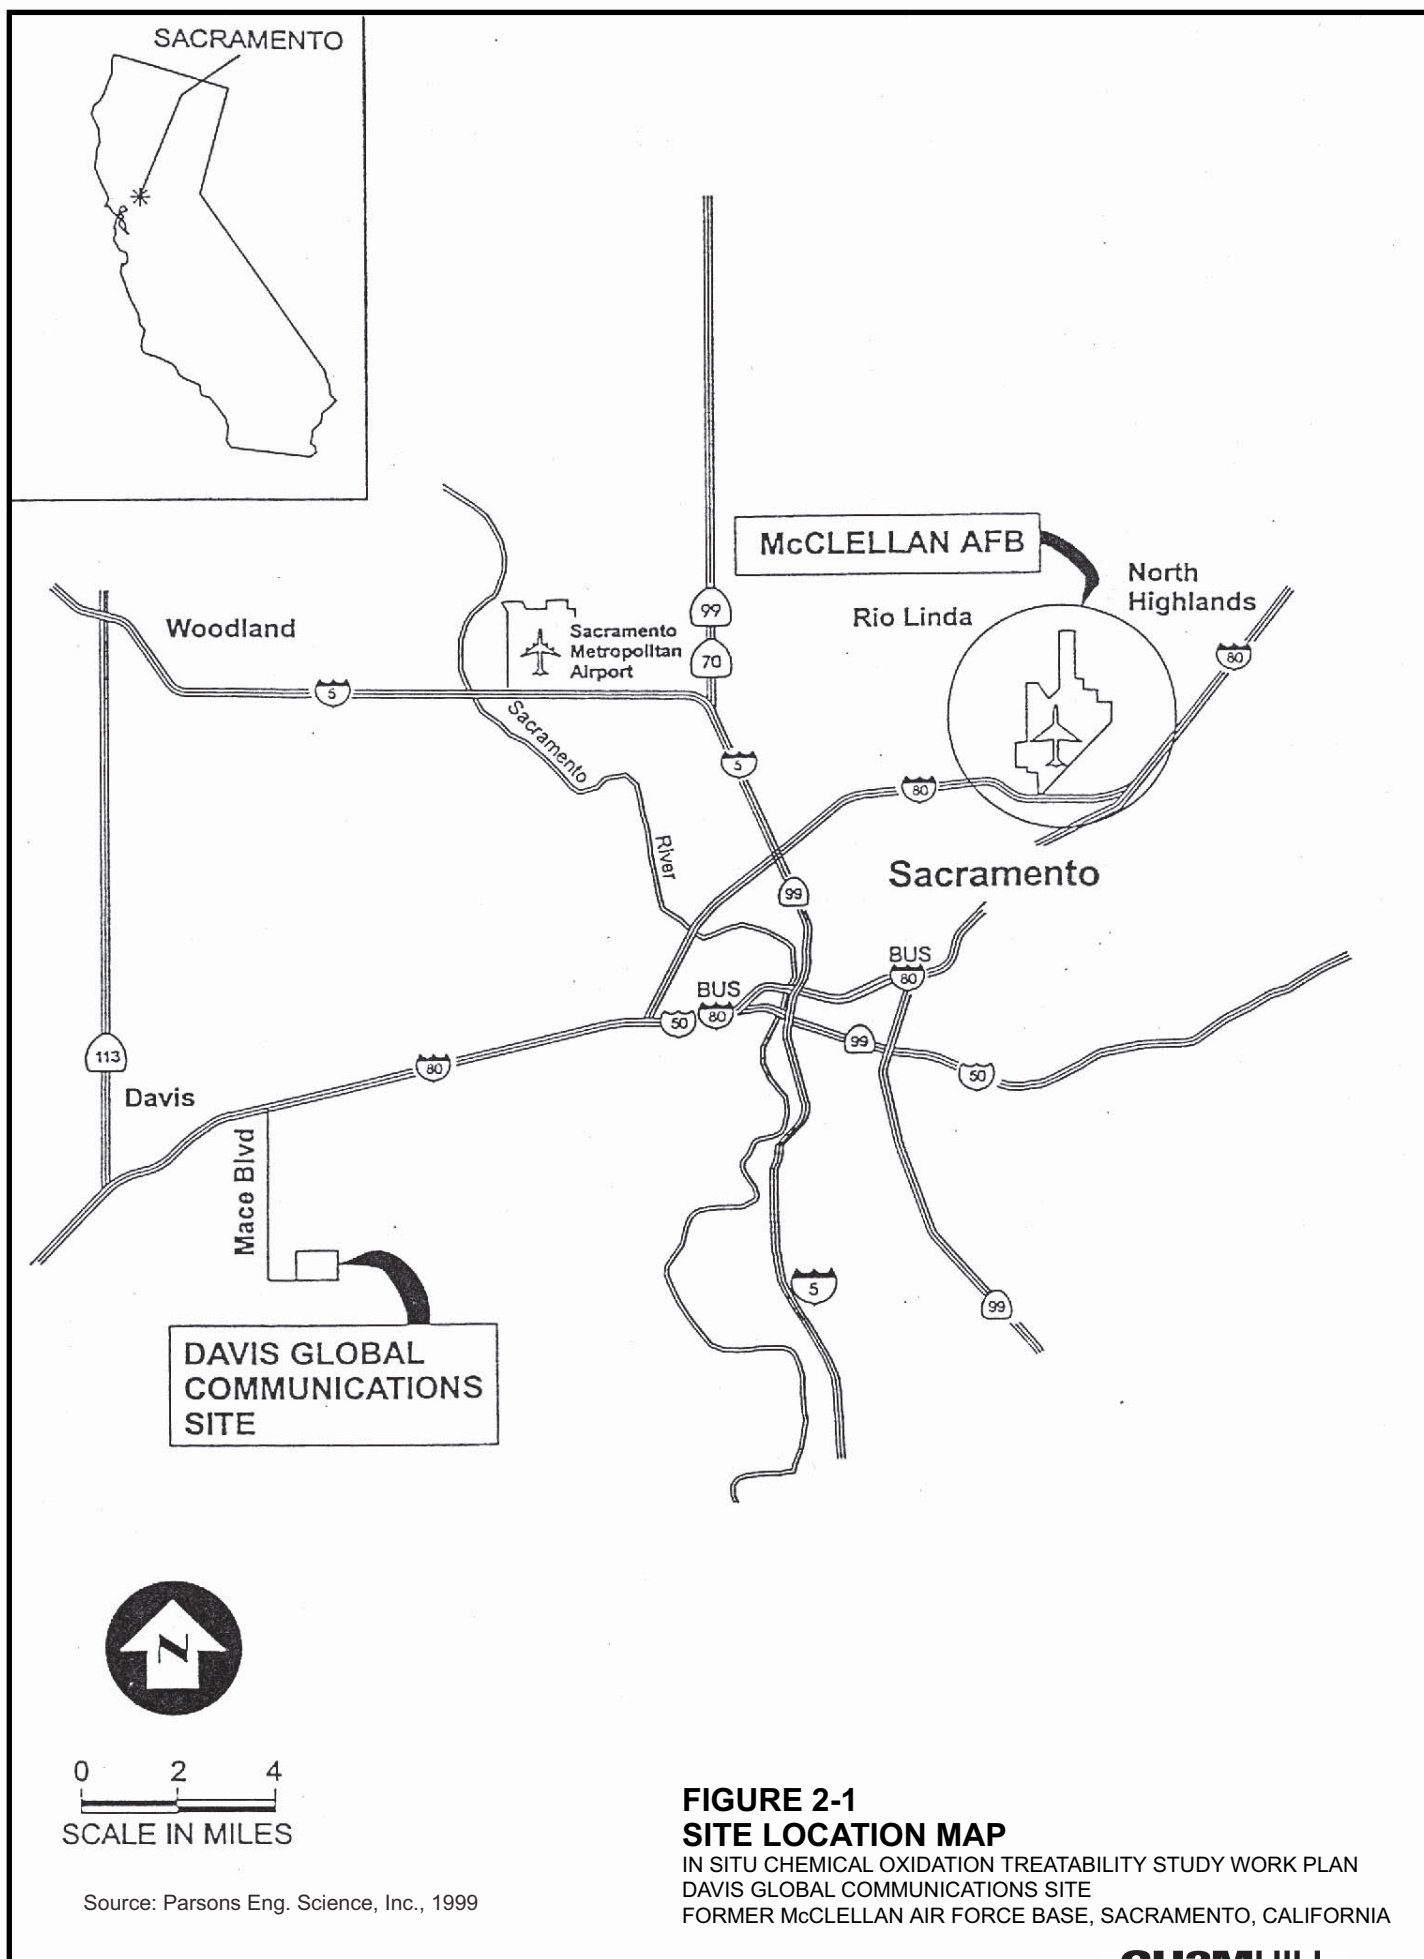 SACRAMENTO
McCLELLAN AFB
North
Highlands
Rio Linda
99
70
Woodland
Sacramento
Metropolitan
Airport
80
5
Sacramento
5
80
River
Sacramento
99
BUS
80
BUS
80
50
99
113
80
50
Davis
Mace Blvd
5
99
DAVIS GLOBAL
COMMUNICATIONS
SITE
N
0 2 4
SCALE IN MILES
Source: Parsons Eng. Science, Inc., 1999
FIGURE 2-1
SITE LOCATION MAP
IN SITU CHEMICAL OXIDATION TREATABILITY STUDY WORK PLAN
DAVIS GLOBAL COMMUNICATIONS SITE
FORMER McCLELLAN AIR FORCE BASE, SACRAMENTO, CALIFORNIA